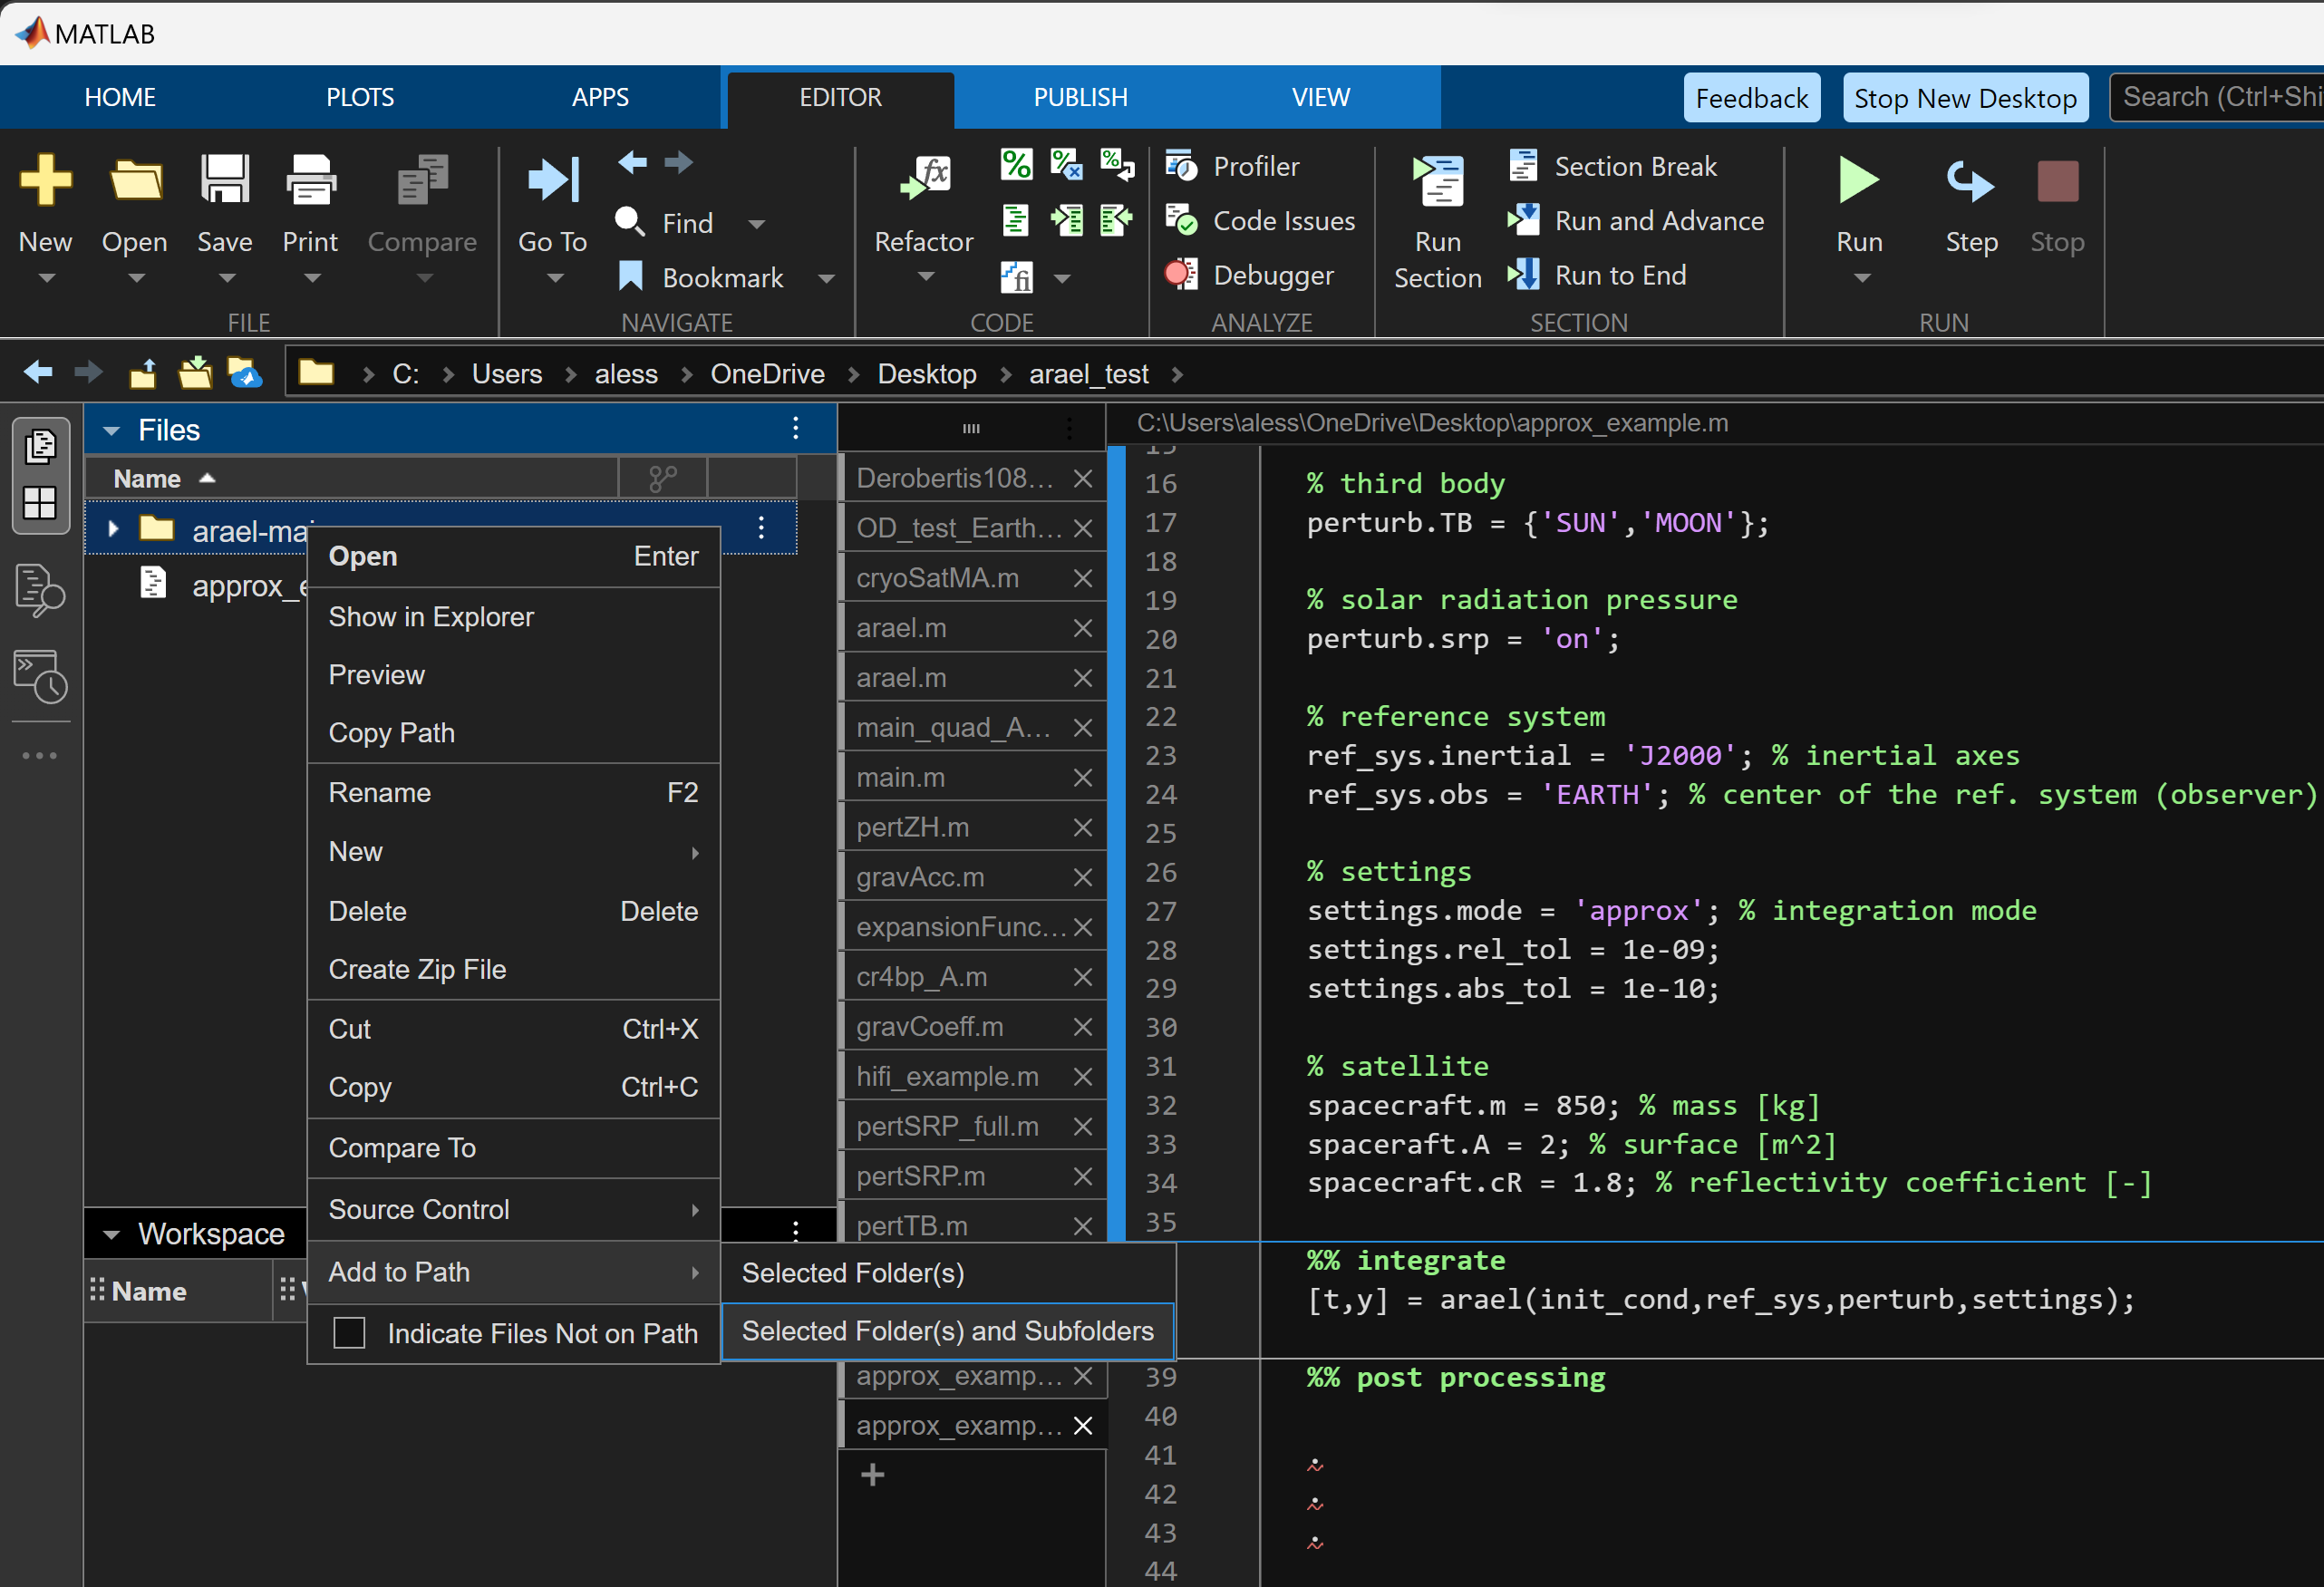 MATLAB
HOME PLOTS APPS EDITOR PUBLISH VIEW Feedback Stop New Desktop Search (Ctrl+Shi
New Open Save Print Compare
FILE
Go To
Find
Bookmark
NAVIGATE
Refactor
CODE
Profiler
Code Issues
Debugger
ANALYZE
Run Section
Section Break
Run and Advance
Run to End
SECTION
Run Step Stop
RUN
C: Users aless OneDrive Desktop arael_test
Files
Name
arael-mai
approx_e
Open Enter
Show in Explorer
Preview
Copy Path
Rename F2
New
Delete Delete
Create Zip File
Cut Ctrl+X
Copy Ctrl+C
Compare To
Source Control
Add to Path
Indicate Files Not on Path
Selected Folder(s)
Selected Folder(s) and Subfolders
Workspace
Name
Derobertis108...
OD_test_Earth...
cryoSatMA.m
arael.m
arael.m
main_quad_A...
main.m
pertZH.m
gravAcc.m
expansionFunc...
cr4bp_A.m
gravCoeff.m
hifi_example.m
pertSRP_full.m
pertSRP.m
pertTB.m
approx_examp...
approx_examp...
C:\Users\aless\OneDrive\Desktop\approx_example.m
15
16 % third body
17 perturb.TB = {'SUN','MOON'};
18
19 % solar radiation pressure
20 perturb.srp = 'on';
21
22 % reference system
23 ref_sys.inertial = 'J2000'; % inertial axes
24 ref_sys.obs = 'EARTH'; % center of the ref. system (observer)
25
26 % settings
27 settings.mode = 'approx'; % integration mode
28 settings.rel_tol = 1e-09;
29 settings.abs_tol = 1e-10;
30
31 % satellite
32 spacecraft.m = 850; % mass [kg]
33 spaceraft.A = 2; % surface [m^2]
34 spacecraft.cR = 1.8; % reflectivity coefficient [-]
35
%% integrate
[t,y] = arael(init_cond,ref_sys,perturb,settings);
39 %% post processing
40
41 .
42 .
43 .
44